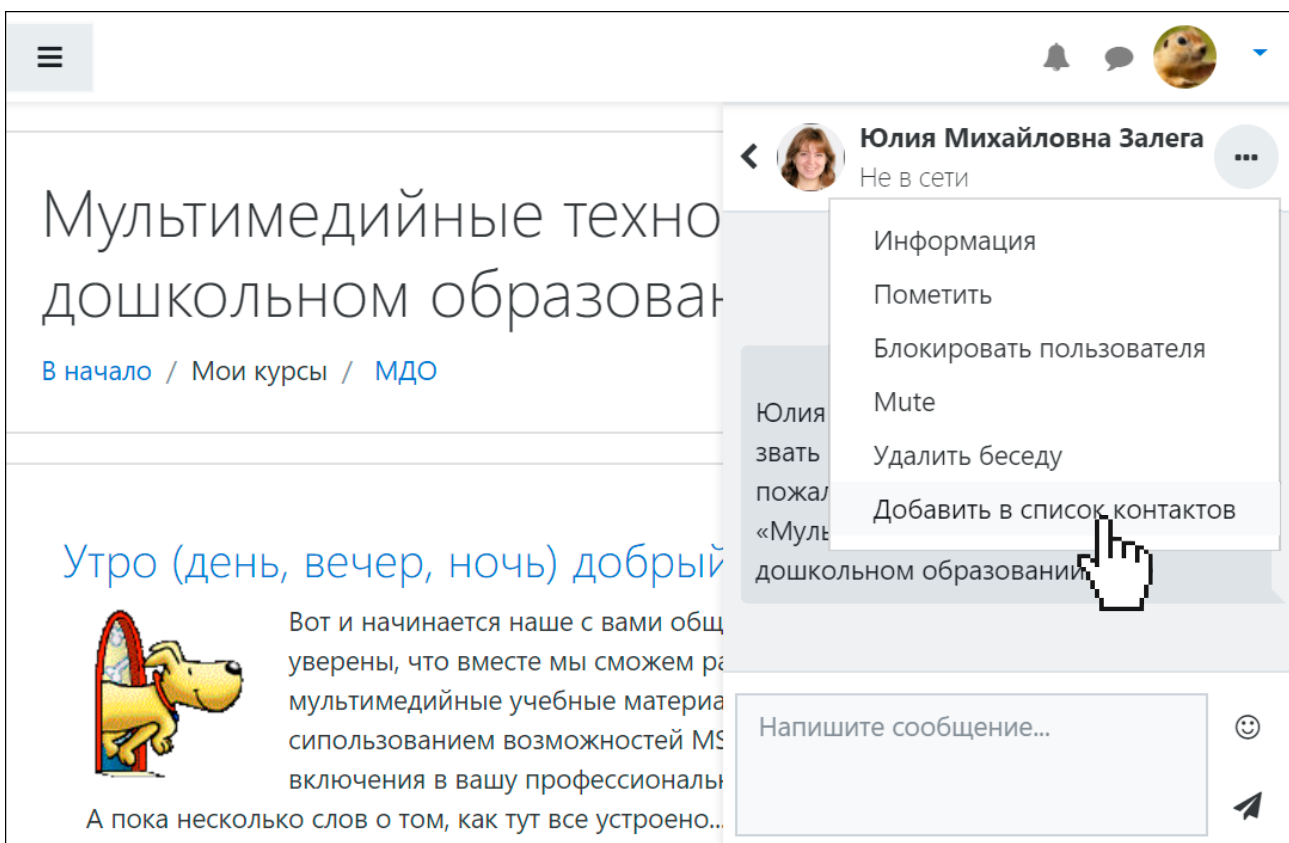 Юлия Михайловна Залега
Не в сети
Мультимедийные техно
дошкольном образован
В начало / Мои курсы / МДО
Информация
Пометить
Блокировать пользователя
Mute
Удалить беседу
Добавить в список контактов
Юлия
звать
пожал
«Муль
дошкольном образовании
Утро (день, вечер, ночь) добрый
Вот и начинается наше с вами общ
уверены, что вместе мы сможем ра
мультимедийные учебные материа
сипользованием возможностей MS
включения в вашу профессиональн
А пока несколько слов о том, как тут все устроено...
Напишите сообщение...